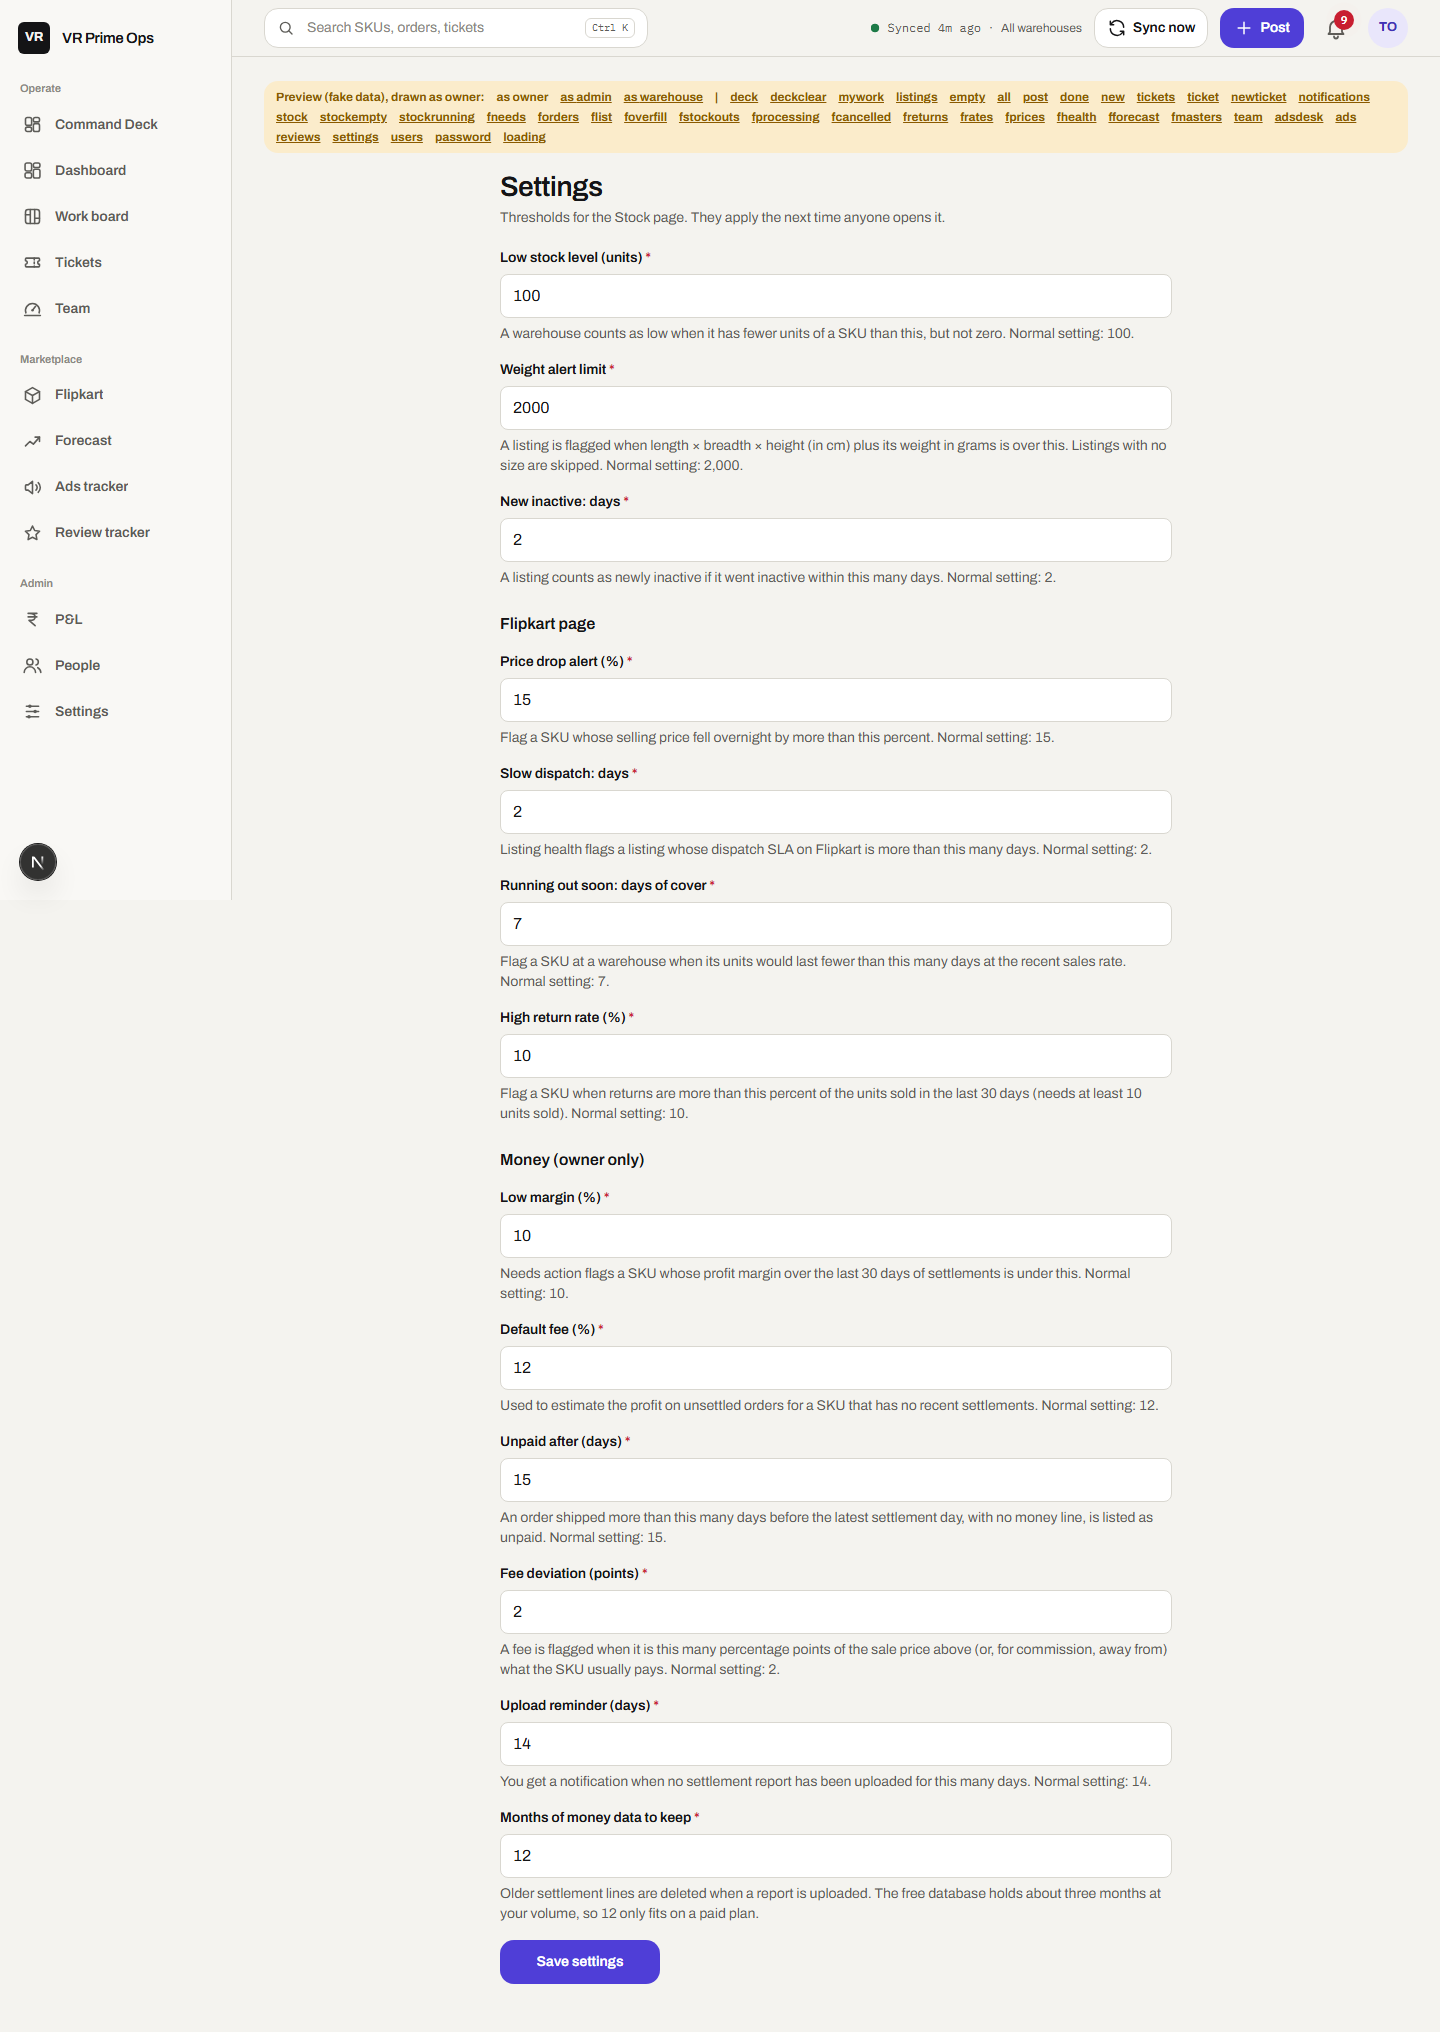 VR
VR Prime Ops
Operate
Command Deck
Dashboard
Work board
Tickets
Team
Marketplace
Flipkart
Forecast
Ads tracker
Review tracker
Admin
P&L
People
Settings
N
Search SKUs, orders, tickets
Ctrl K
Synced 4m ago · All warehouses
Sync now
Post
9
TO
Preview (fake data), drawn as owner: as owner as admin as warehouse | deck deckclear mywork listings empty all post done new tickets ticket newticket notifications
stock stockempty stockrunning fneeds forders flist foverfill fstockouts fprocessing fcancelled freturns frates fprices fhealth fforecast fmasters team adsdesk ads
reviews settings users password loading
Settings
Thresholds for the Stock page. They apply the next time anyone opens it.
Low stock level (units) *
100
A warehouse counts as low when it has fewer units of a SKU than this, but not zero. Normal setting: 100.
Weight alert limit *
2000
A listing is flagged when length × breadth × height (in cm) plus its weight in grams is over this. Listings with no
size are skipped. Normal setting: 2,000.
New inactive: days *
2
A listing counts as newly inactive if it went inactive within this many days. Normal setting: 2.
Flipkart page
Price drop alert (%) *
15
Flag a SKU whose selling price fell overnight by more than this percent. Normal setting: 15.
Slow dispatch: days *
2
Listing health flags a listing whose dispatch SLA on Flipkart is more than this many days. Normal setting: 2.
Running out soon: days of cover *
7
Flag a SKU at a warehouse when its units would last fewer than this many days at the recent sales rate.
Normal setting: 7.
High return rate (%) *
10
Flag a SKU when returns are more than this percent of the units sold in the last 30 days (needs at least 10
units sold). Normal setting: 10.
Money (owner only)
Low margin (%) *
10
Needs action flags a SKU whose profit margin over the last 30 days of settlements is under this. Normal
setting: 10.
Default fee (%) *
12
Used to estimate the profit on unsettled orders for a SKU that has no recent settlements. Normal setting: 12.
Unpaid after (days) *
15
An order shipped more than this many days before the latest settlement day, with no money line, is listed as
unpaid. Normal setting: 15.
Fee deviation (points) *
2
A fee is flagged when it is this many percentage points of the sale price above (or, for commission, away from)
what the SKU usually pays. Normal setting: 2.
Upload reminder (days) *
14
You get a notification when no settlement report has been uploaded for this many days. Normal setting: 14.
Months of money data to keep *
12
Older settlement lines are deleted when a report is uploaded. The free database holds about three months at
your volume, so 12 only fits on a paid plan.
Save settings